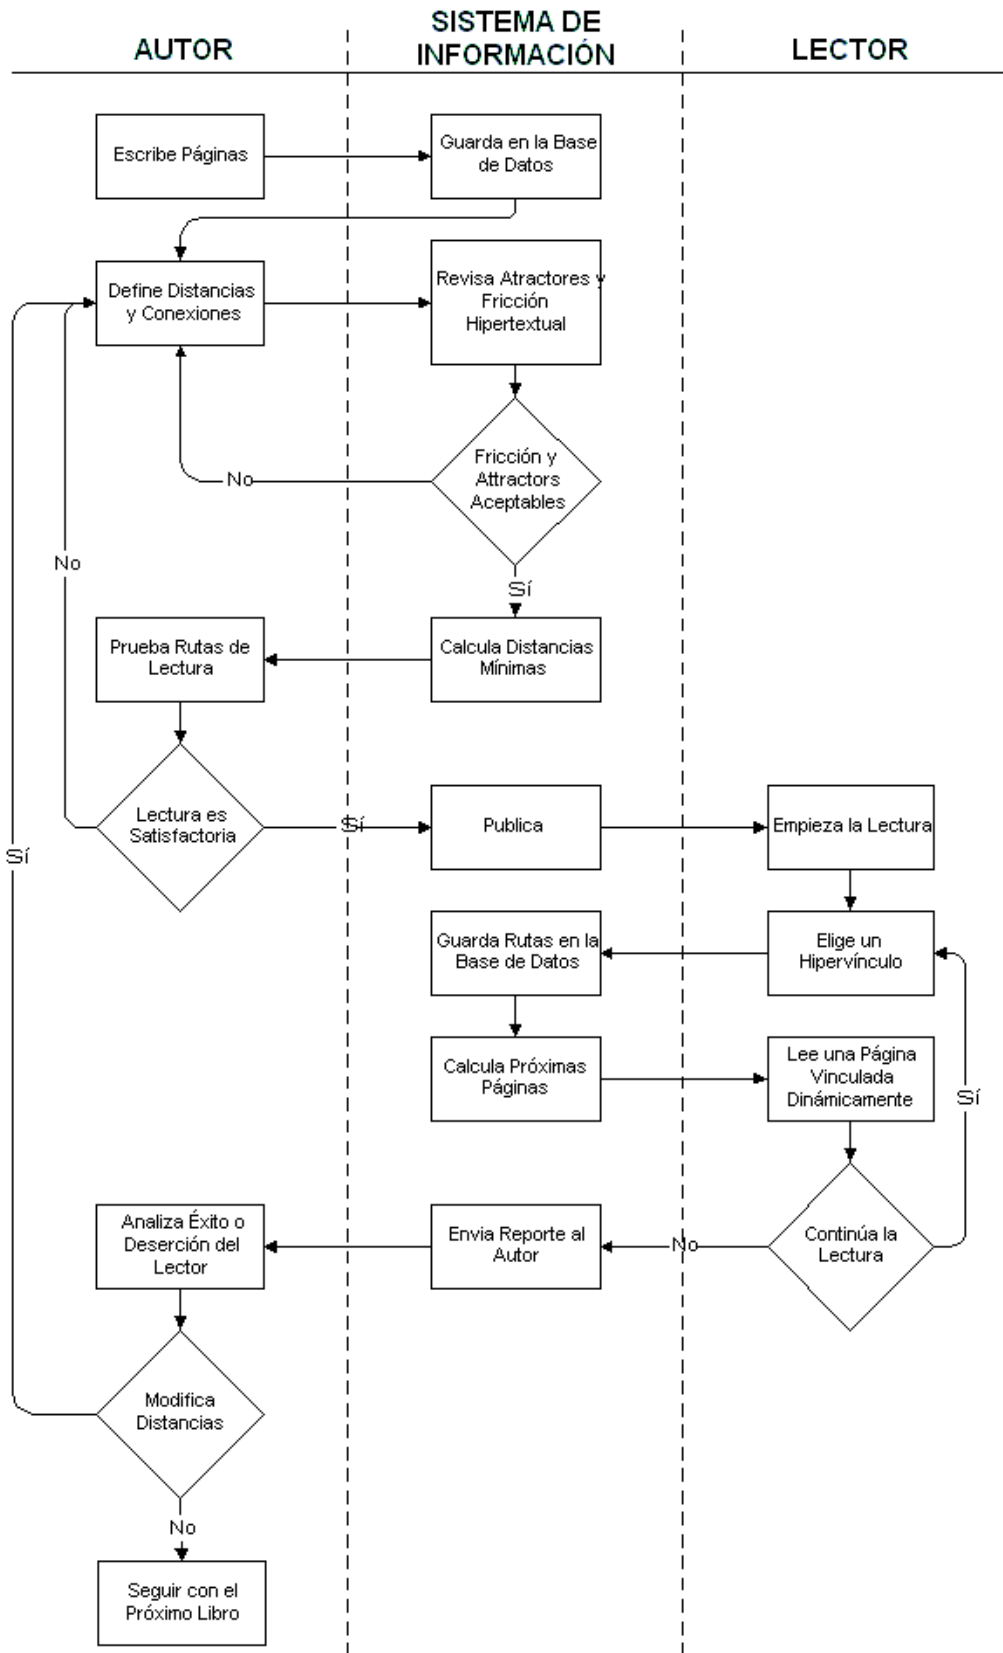 AUTOR
SISTEMA DE
INFORMACIÓN
LECTOR
Escribe Páginas
Guarda en la Base
de Datos
Define Distancias
y Conexiones
Revisa Atractores y
Fricción
Hipertextual
Fricción y
Attractors
Aceptables
No
Sí
No
Prueba Rutas de
Lectura
Calcula Distancias
Mínimas
Lectura es
Satisfactoria
Sí
Publica
Empieza la Lectura
Sí
Guarda Rutas en la
Base de Datos
Elige un
Hipervínculo
Calcula Próximas
Páginas
Lee una Página
Vinculada
Dinámicamente
Sí
Analiza Éxito o
Deserción del
Lector
Envia Reporte al
Autor
No
Continúa la
Lectura
Modifica
Distancias
No
Seguir con el
Próximo Libro